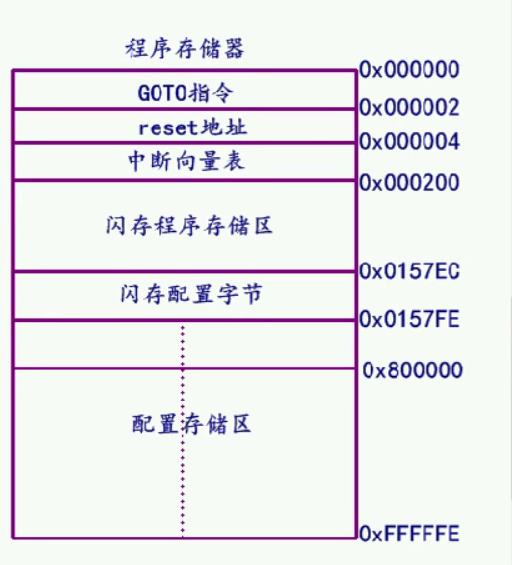 程序存储器
0x000000
GOTO指令
0x000002
reset地址
0x000004
中断向量表
0x000200
闪存程序存储区
0x0157EC
闪存配置字节
0x0157FE
0x800000
配置存储区
0xFFFFFE